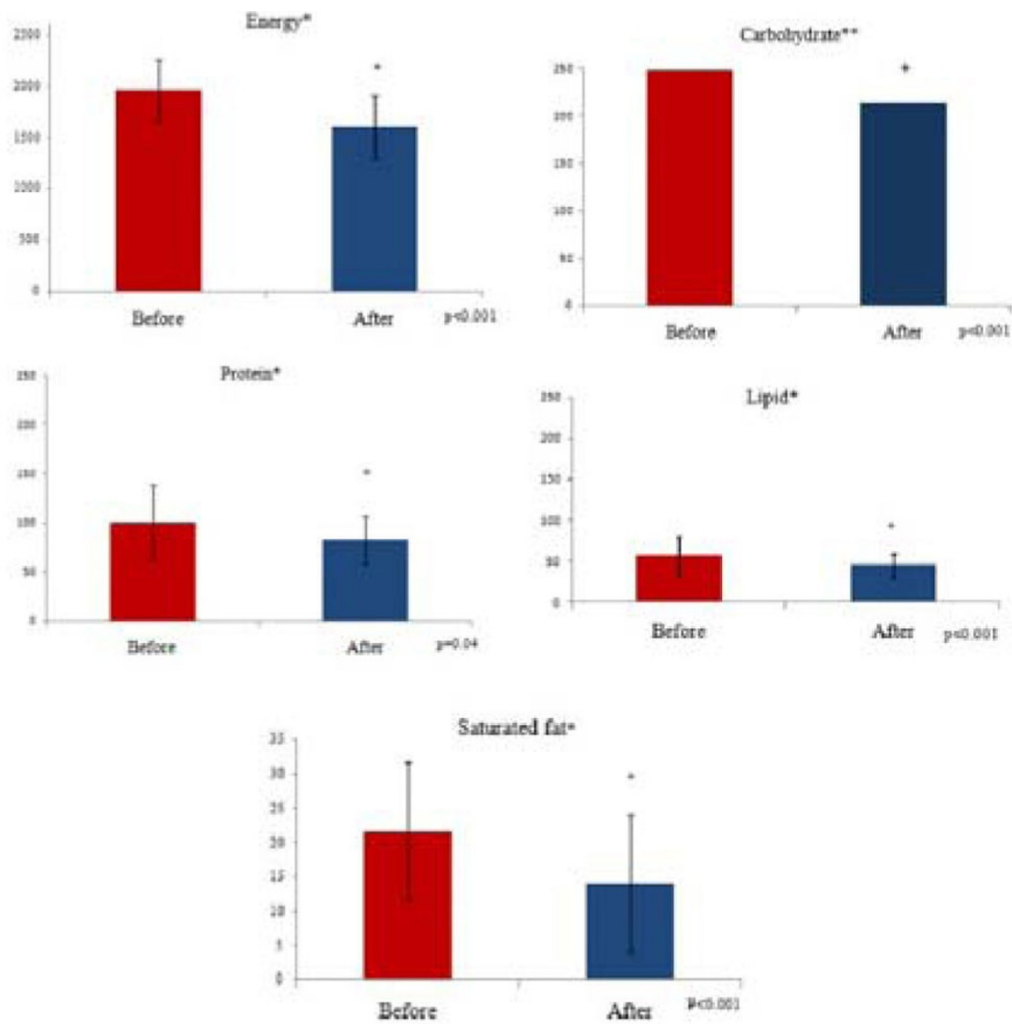 Energy*
2500
2000
1500
1000
500
0
Before
After
p<0.001
Carbohydrate**
250
200
150
100
50
0
Before
After
p<0.001
Protein*
250
200
150
100
50
0
Before
After
p=0.04
Lipid*
250
200
150
100
50
0
Before
After
p<0.001
Saturated fat*
35
30
25
20
15
10
5
0
Before
After
P<0.001